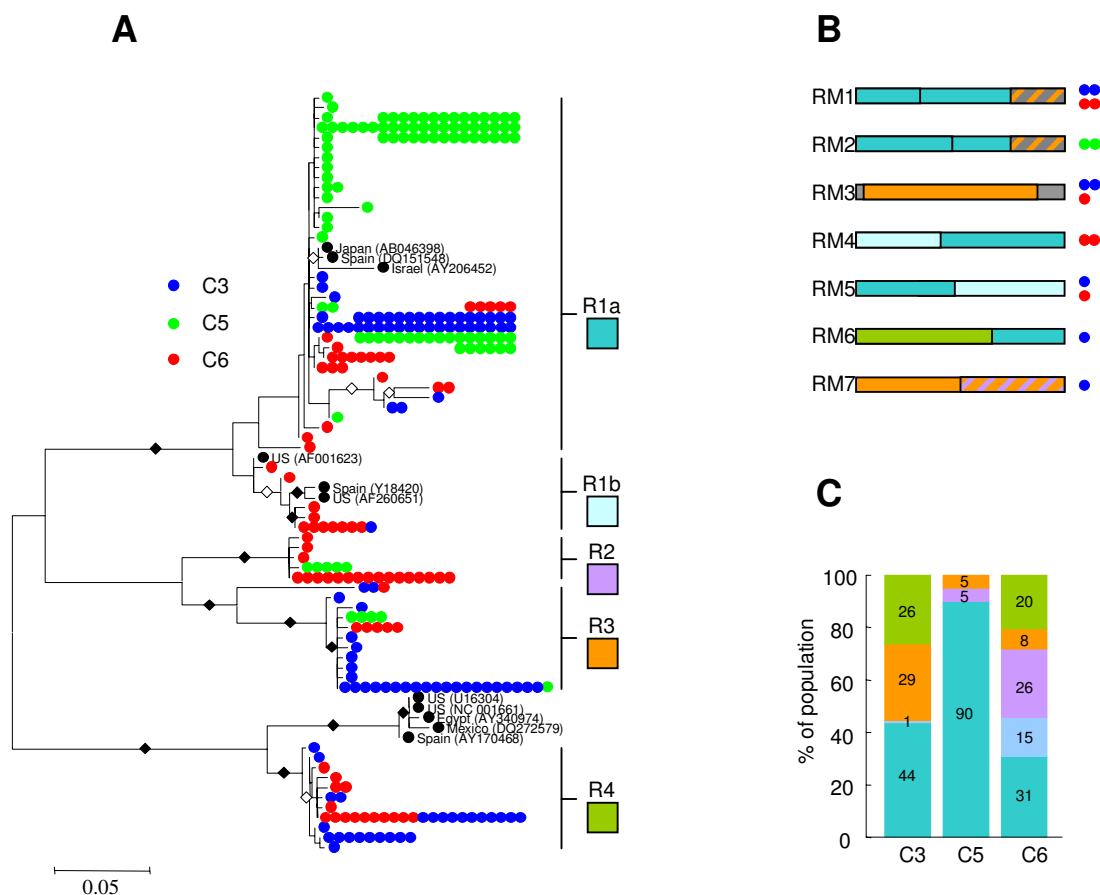 A
Japan (AB046398)
Spain (DQ151548)
Israel (AY206452)
C3
C5
C6
US (AF001623)
Spain (Y18420)
US (AF260651)
US (U16304)
US (NC 001661)
Egypt (AY340974)
Mexico (DQ272579)
Spain (AY170468)
0.05
R1a
R1b
R2
R3
R4
B
RM1
RM2
RM3
RM4
RM5
RM6
RM7
C
% of population
100
80
60
40
20
0
26
29
1
44
5
5
90
20
8
26
15
31
C3
C5
C6